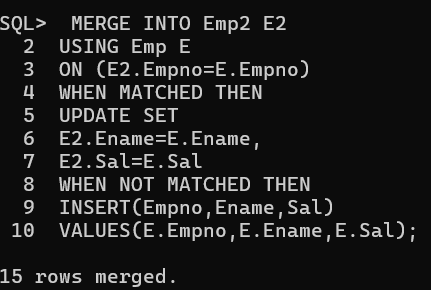 SQL>  MERGE INTO Emp2 E2
  2  USING Emp E
  3  ON (E2.Empno=E.Empno)
  4  WHEN MATCHED THEN
  5  UPDATE SET
  6  E2.Ename=E.Ename,
  7  E2.Sal=E.Sal
  8  WHEN NOT MATCHED THEN
  9  INSERT(Empno,Ename,Sal)
 10  VALUES(E.Empno,E.Ename,E.Sal);
15 rows merged.